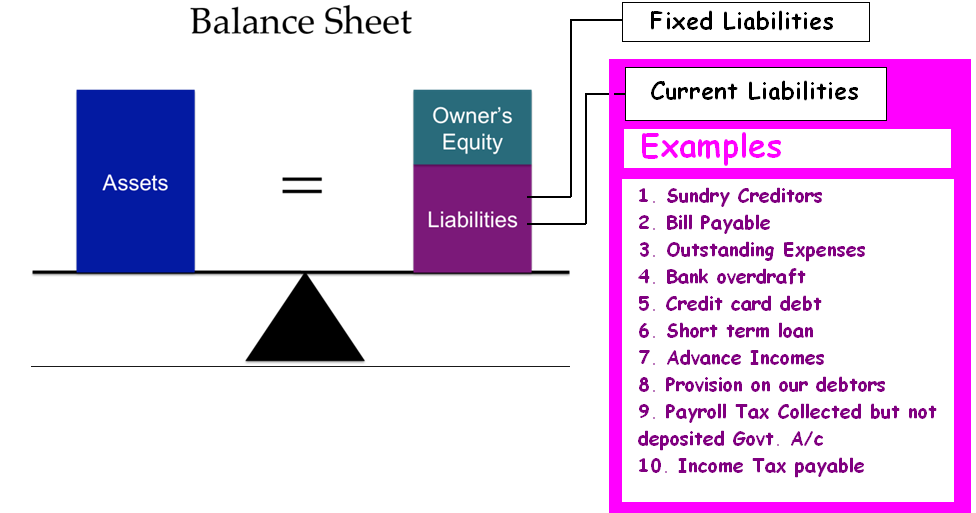 Balance Sheet
Fixed Liabilities
Current Liabilities
Examples
Assets
=
Owner's
Equity
Liabilities
1. Sundry Creditors
2. Bill Payable
3. Outstanding Expenses
4. Bank overdraft
5. Credit card debt
6. Short term loan
7. Advance Incomes
8. Provision on our debtors
9. Payroll Tax Collected but not
deposited Govt. A/c
10. Income Tax payable